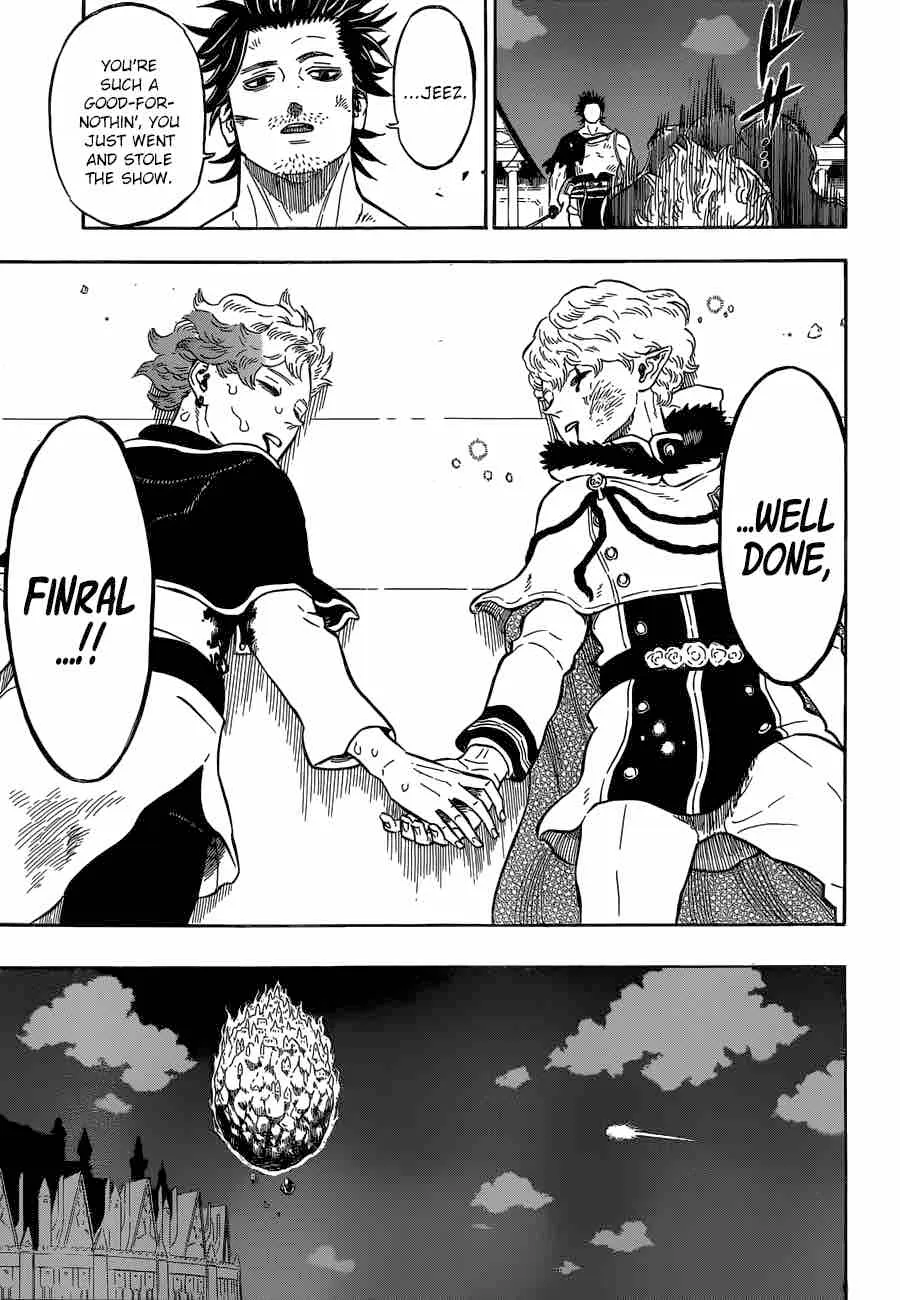 ...JEEZ.
YOU'RE
SUCH A
GOOD-FOR-
NOTHIN', YOU
JUST WENT
AND STOLE
THE SHOW.
...WELL
DONE,
FINRAL
....!!